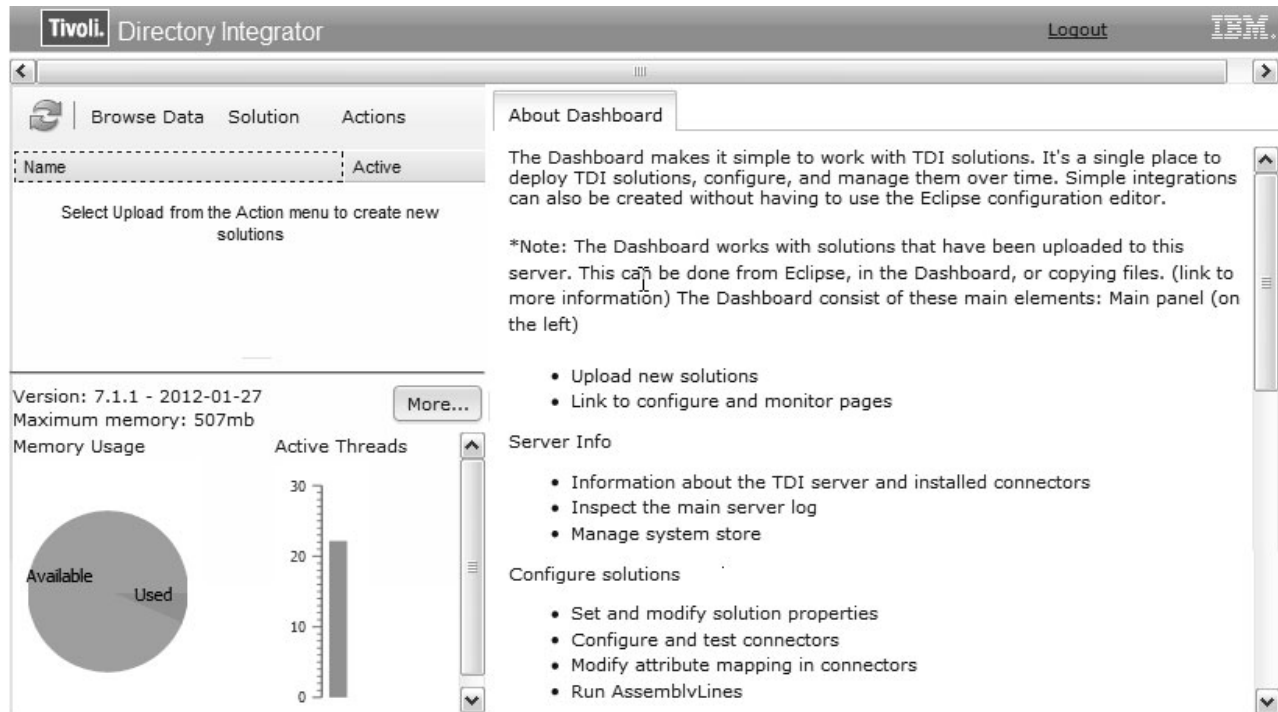 Tivoli. Directory Integrator
Logout
IBM.
Browse Data Solution Actions
Name Active
Select Upload from the Action menu to create new
solutions
Version: 7.1.1 - 2012-01-27
Maximum memory: 507mb
More...
Memory Usage
Available
Used
Active Threads
30
20
10
0
About Dashboard
The Dashboard makes it simple to work with TDI solutions. It's a single place to
deploy TDI solutions, configure, and manage them over time. Simple integrations
can also be created without having to use the Eclipse configuration editor.
*Note: The Dashboard works with solutions that have been uploaded to this
server. This can be done from Eclipse, in the Dashboard, or copying files. (link to
more information) The Dashboard consist of these main elements: Main panel (on
the left)
• Upload new solutions
• Link to configure and monitor pages
Server Info
• Information about the TDI server and installed connectors
• Inspect the main server log
• Manage system store
Configure solutions
• Set and modify solution properties
• Configure and test connectors
• Modify attribute mapping in connectors
• Run AssemblyLines